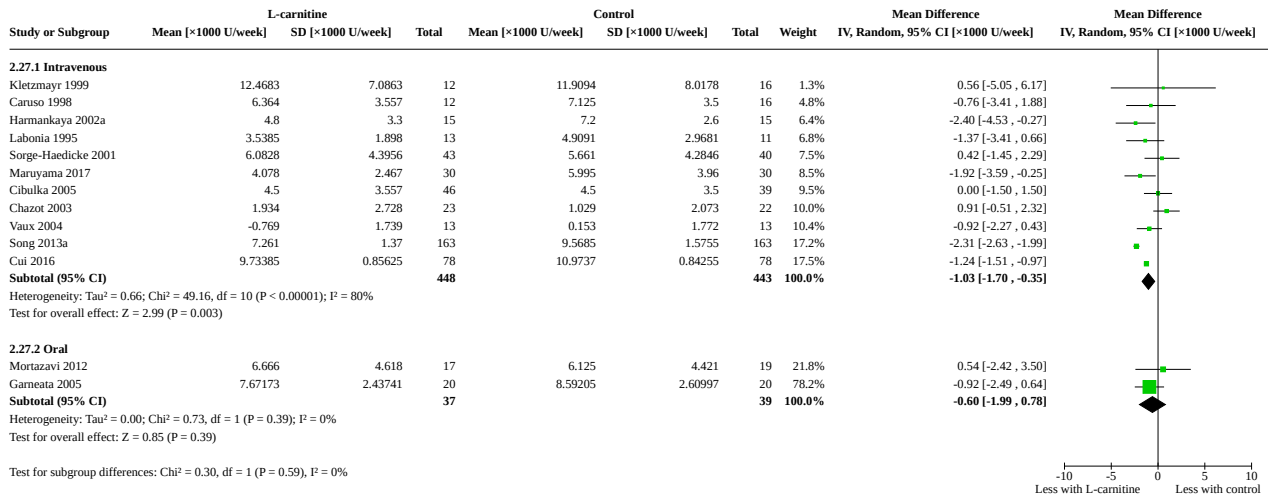 L-carnitine Control Mean Difference Mean Difference
Study or Subgroup Mean [×1000 U/week] SD [×1000 U/week] Total Mean [×1000 U/week] SD [×1000 U/week] Total Weight IV, Random, 95% CI [×1000 U/week] IV, Random, 95% CI [×1000 U/week]
2.27.1 Intravenous
Kletzmayr 1999 12.4683 7.0863 12 11.9094 8.0178 16 1.3% 0.56 [-5.05 , 6.17]
Caruso 1998 6.364 3.557 12 7.125 3.5 16 4.8% -0.76 [-3.41 , 1.88]
Harmankaya 2002a 4.8 3.3 15 7.2 2.6 15 6.4% -2.40 [-4.53 , -0.27]
Labonia 1995 3.5385 1.898 13 4.9091 2.9681 11 6.8% -1.37 [-3.41 , 0.66]
Sorge-Haedicke 2001 6.0828 4.3956 43 5.661 4.2846 40 7.5% 0.42 [-1.45 , 2.29]
Maruyama 2017 4.078 2.467 30 5.995 3.96 30 8.5% -1.92 [-3.59 , -0.25]
Cibulka 2005 4.5 3.557 46 4.5 3.5 39 9.5% 0.00 [-1.50 , 1.50]
Chazot 2003 1.934 2.728 23 1.029 2.073 22 10.0% 0.91 [-0.51 , 2.32]
Vaux 2004 -0.769 1.739 13 0.153 1.772 13 10.4% -0.92 [-2.27 , 0.43]
Song 2013a 7.261 1.37 163 9.5685 1.5755 163 17.2% -2.31 [-2.63 , -1.99]
Cui 2016 9.73385 0.85625 78 10.9737 0.84255 78 17.5% -1.24 [-1.51 , -0.97]
Subtotal (95% CI) 448 443 100.0% -1.03 [-1.70 , -0.35]
Heterogeneity: Tau² = 0.66; Chi² = 49.16, df = 10 (P < 0.00001); I² = 80%
Test for overall effect: Z = 2.99 (P = 0.003)
2.27.2 Oral
Mortazavi 2012 6.666 4.618 17 6.125 4.421 19 21.8% 0.54 [-2.42 , 3.50]
Garneata 2005 7.67173 2.43741 20 8.59205 2.60997 20 78.2% -0.92 [-2.49 , 0.64]
Subtotal (95% CI) 37 39 100.0% -0.60 [-1.99 , 0.78]
Heterogeneity: Tau² = 0.00; Chi² = 0.73, df = 1 (P = 0.39); I² = 0%
Test for overall effect: Z = 0.85 (P = 0.39)
Test for subgroup differences: Chi² = 0.30, df = 1 (P = 0.59), I² = 0%
-10 -5 0 5 10
Less with L-carnitine Less with control